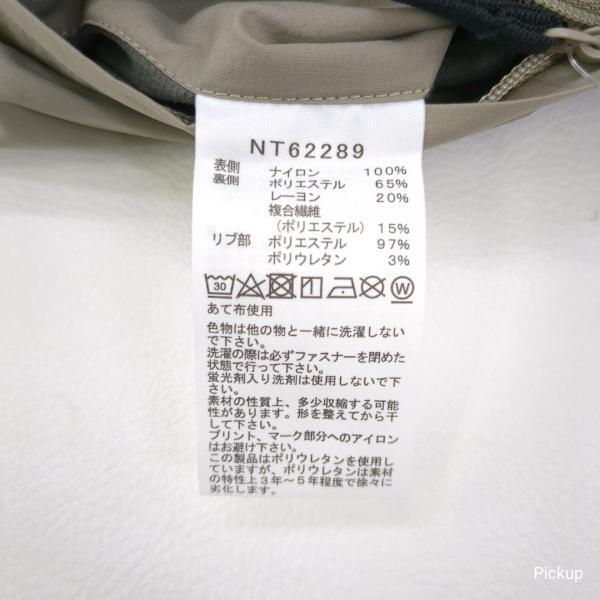 NT62289
表側 ナイロン 100%
裏側 ポリエステル 65%
レーヨン 20%
複合繊維
(ポリエステル) 15%
リブ部 ポリエステル 97%
ポリウレタン 3%
30 W
あて布使用
色物は他の物と一緒に洗濯しない
で下さい。
洗濯の際は必ずファスナーを閉めた
状態で行って下さい。
蛍光剤入り洗剤は使用しないで下
さい。
素材の性質上、多少収縮する可能
性があります。形を整えてから干
して下さい。
プリント、マーク部分へのアイロン
はお避け下さい。
この製品はポリウレタンを使用し
ていますが、ポリウレタンは素材
の特性上3年～5年程度で徐々に
劣化します。
Pickup